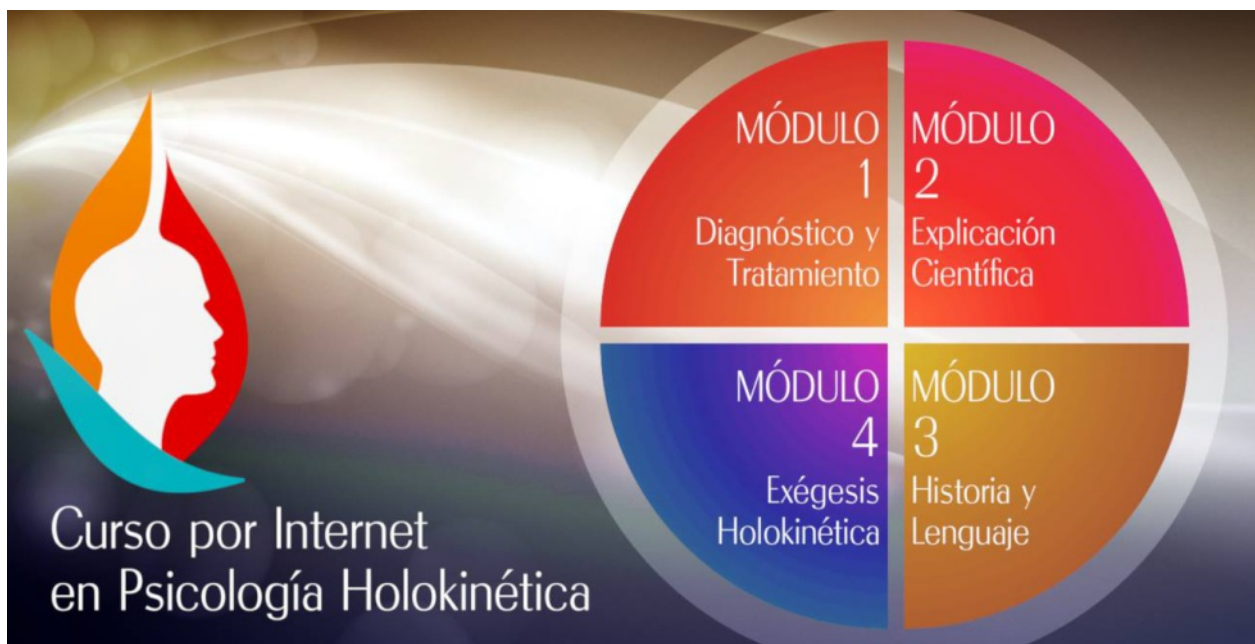 MÓDULO
1
Diagnóstico y
Tratamiento
MÓDULO
2
Explicación
Científica
MÓDULO
4
Exégesis
Holokinética
MÓDULO
3
Historia y
Lenguaje
Curso por Internet
en Psicología Holokinética